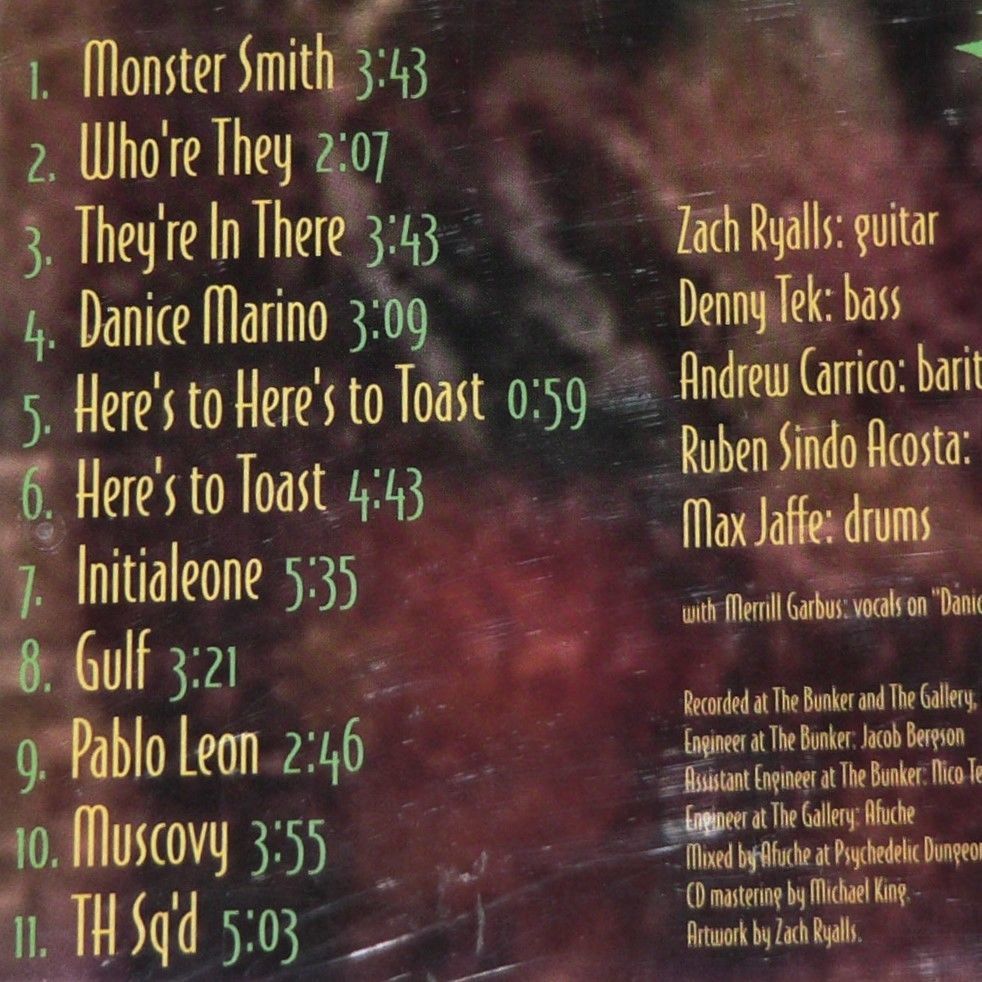 1. Monster Smith 3:43
2. Who're They 2:07
3. They're In There 3:43
4. Danice Marino 3:09
5. Here's to Here's to Toast 0:59
6. Here's to Toast 4:43
7. Initialeone 5:35
8. Gulf 3:21
9. Pablo Leon 2:46
10. Muscovy 3:55
11. TH Sq'd 5:03
Zach Ryalls: guitar
Denny Tek: bass
Andrew Carrico:
Ruben Sindo Acosta:
Max Jaffe: drums
with Merrill Garbus: vocals on
Recorded at The Bunker and The Gallery,
Engineer at The Bunker: Jacob Bergson
Assistant Engineer at The Bunker: Nico
Engineer at The Gallery: Afuche
Mixed by Afuche at Psychedelic
CD mastering by Michael King.
Artwork by Zach Ryalls.